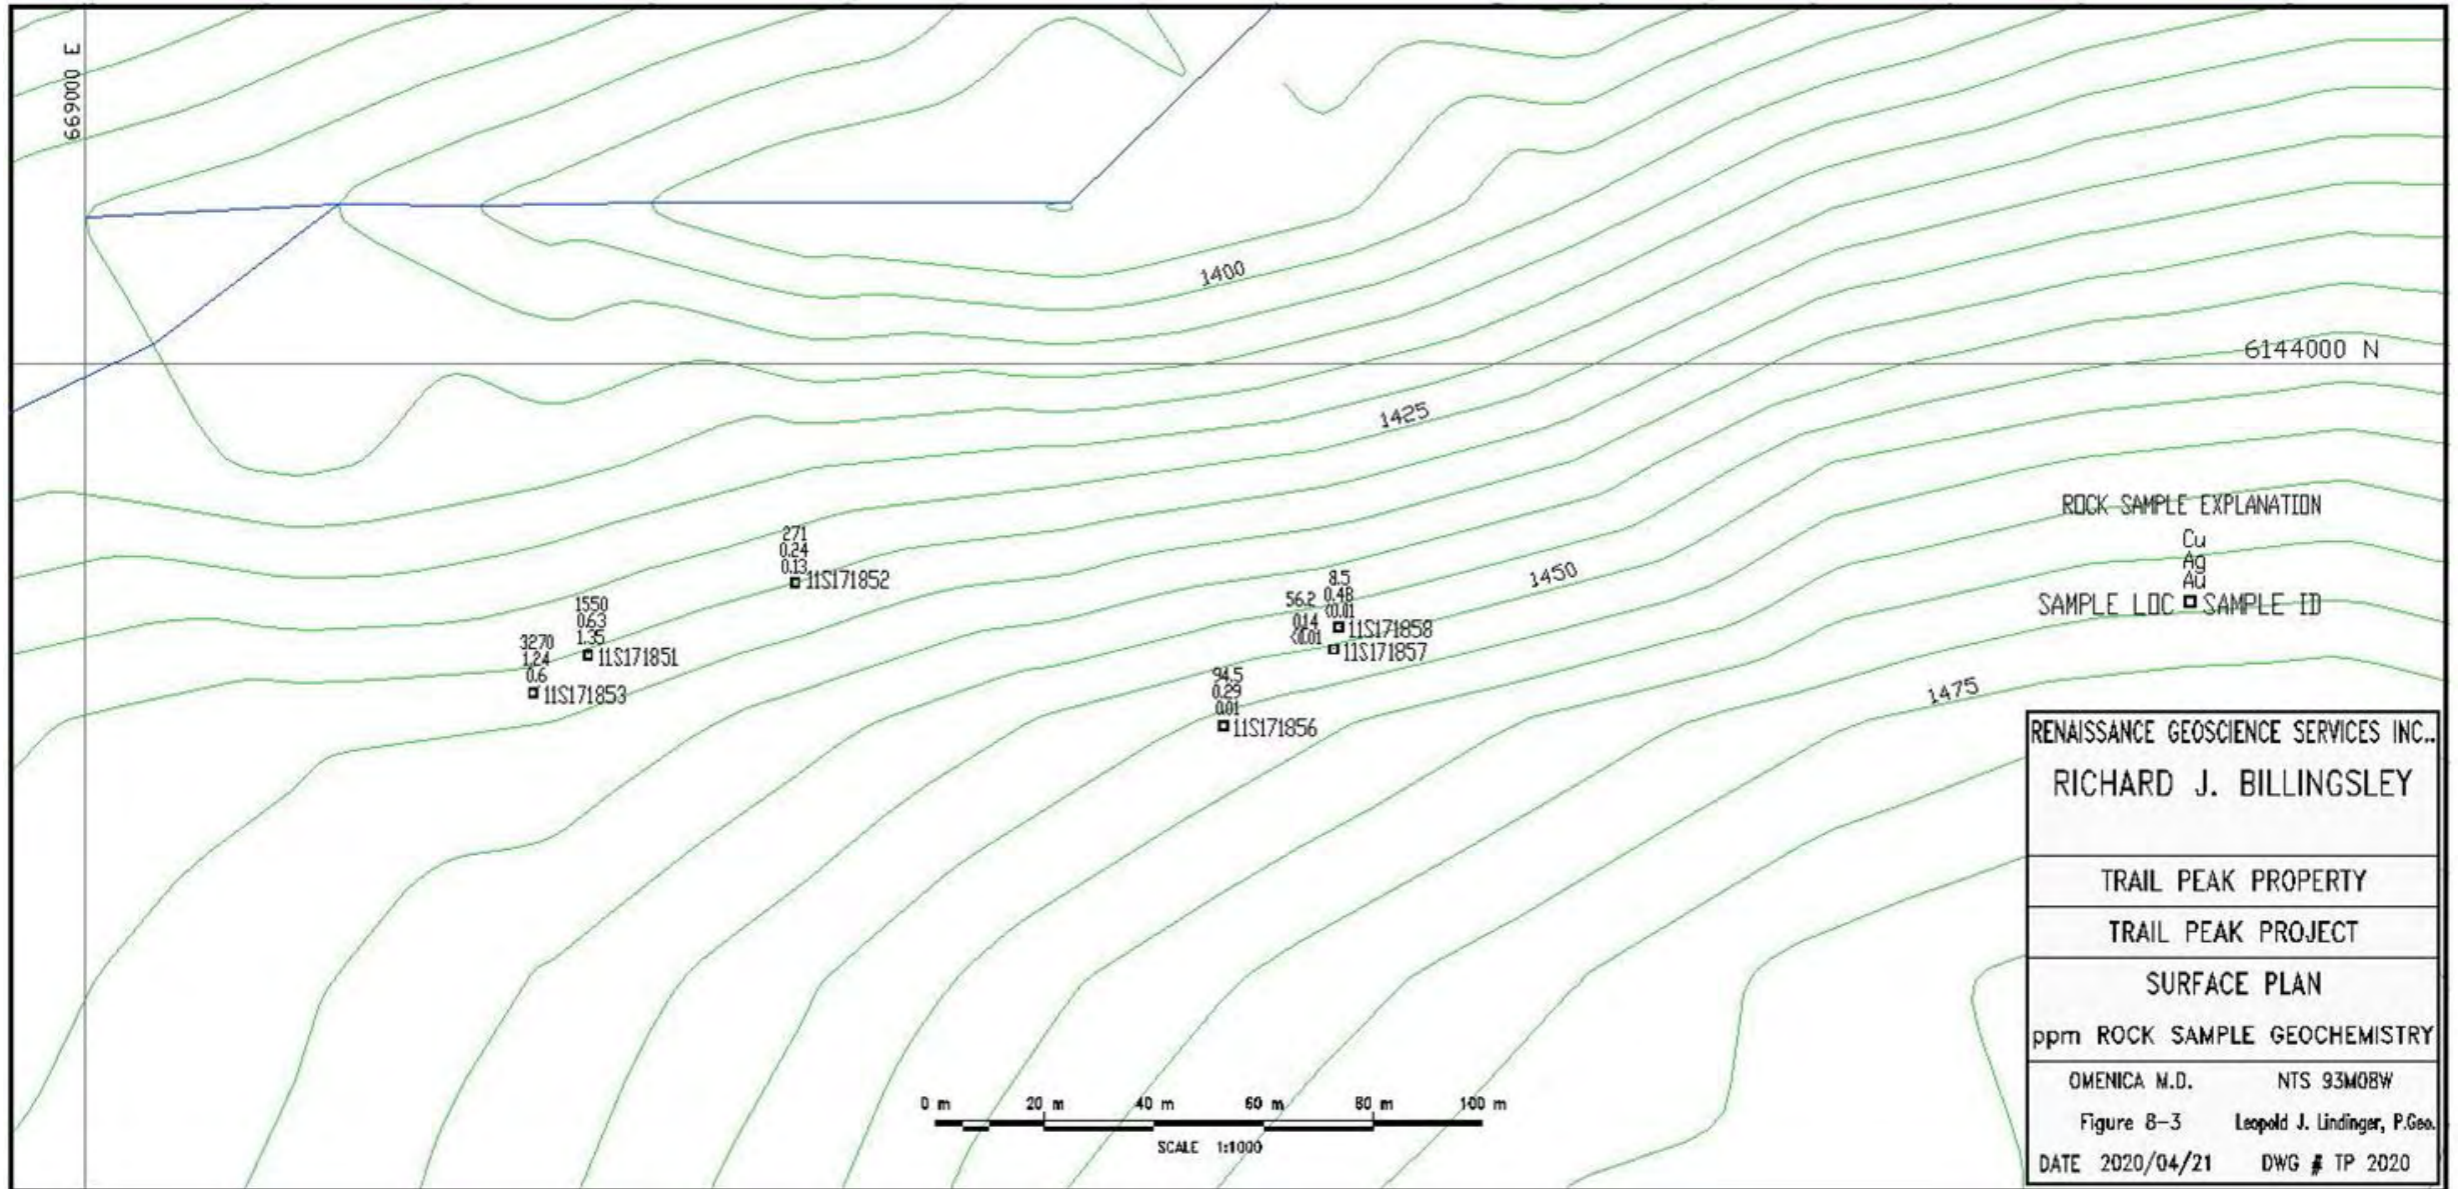 669000 E
1400
6144000 N
1425
ROCK SAMPLE EXPLANATION
Cu
Ag
Au
SAMPLE LOC SAMPLE ID
271
0.24
0.13
11S171852
1550
0.63
1.35
11S171851
3270
1.24
0.6
11S171853
8.5
0.48
<0.01
11S171858
56.2
0.14
<0.01
11S171857
94.5
0.29
0.01
11S171856
1450
1475
0 m 20 m 40 m 60 m 80 m 100 m
SCALE 1:1000
RENAISSANCE GEOSCIENCE SERVICES INC..
RICHARD J. BILLINGSLEY
TRAIL PEAK PROPERTY
TRAIL PEAK PROJECT
SURFACE PLAN
ppm ROCK SAMPLE GEOCHEMISTRY
OMENICA M.D. NTS 93M08W
Figure 8-3 Leopold J. Lindinger, P.Geo.
DATE 2020/04/21 DWG # TP 2020